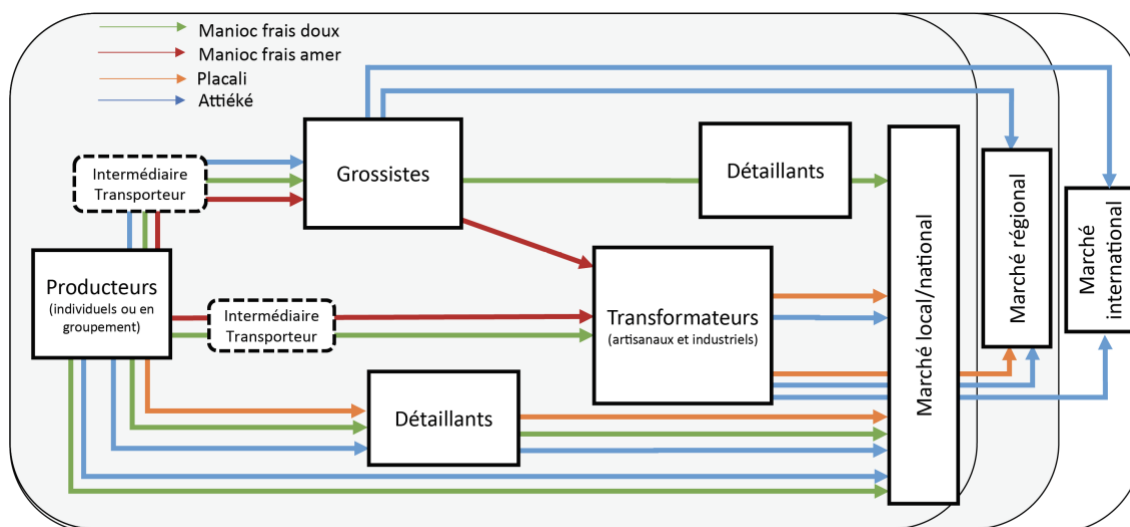 Manioc frais doux
Manioc frais amer
Placali
Attiéké
Intermédiaire
Transporteur
Grossistes
Détaillants
Producteurs
(individuels ou en
groupement)
Intermédiaire
Transporteur
Transformateurs
(artisanaux et industriels)
Détaillants
Marché local/national
Marché régional
Marché
international